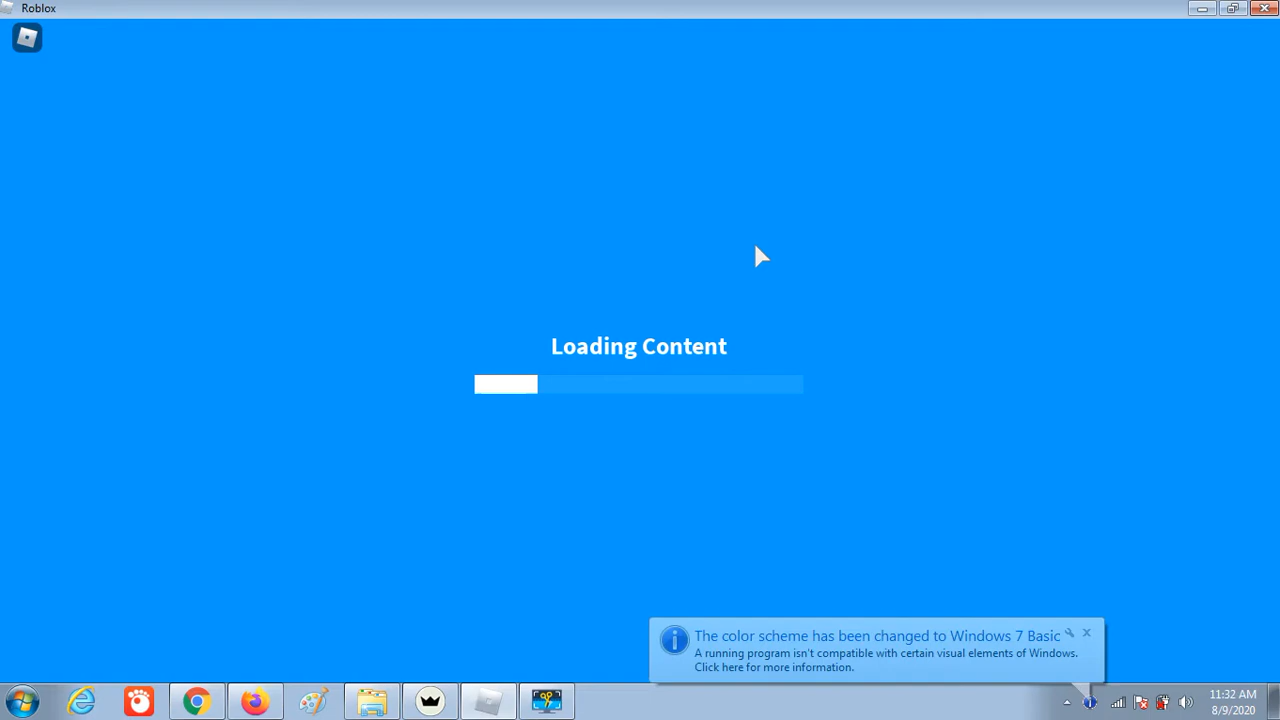 Roblox
Loading Content
The color scheme has been changed to Windows 7 Basic
A running program isn't compatible with certain visual elements of Windows.
Click here for more information.
11:32 AM
8/9/2020